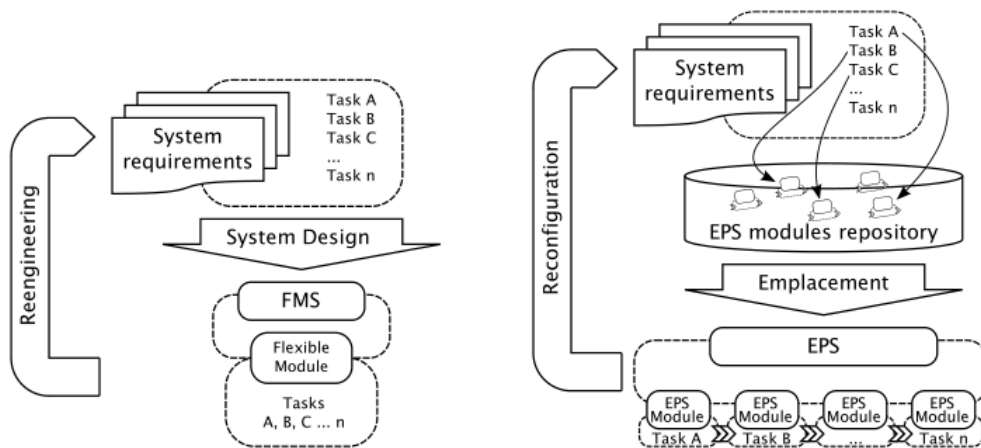 System
requirements
Task A
Task B
Task C
...
Task n
Reengineering
System Design
FMS
Flexible
Module
Tasks
A, B, C ... n
System
requirements
Task A
Task B
Task C
...
Task n
Reconfiguration
EPS modules repository
Emplacement
EPS
EPS
Module
Task A
EPS
Module
Task B
EPS
Module
...
EPS
Module
Task n